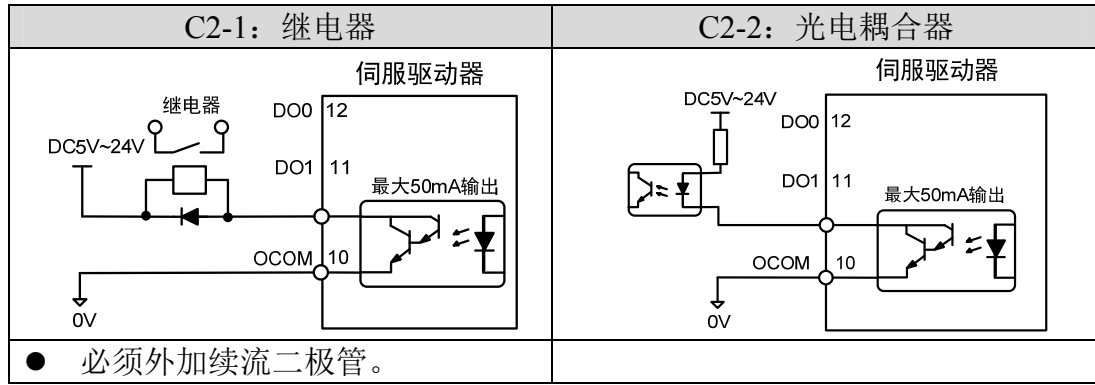 C2-1：继电器
C2-2：光电耦合器
伺服驱动器
继电器
DO0 12
DC5V~24V
DO1 11
最大50mA输出
OCOM 10
0V
伺服驱动器
DC5V~24V
DO0 12
DO1 11
最大50mA输出
OCOM 10
0V
● 必须外加续流二极管。